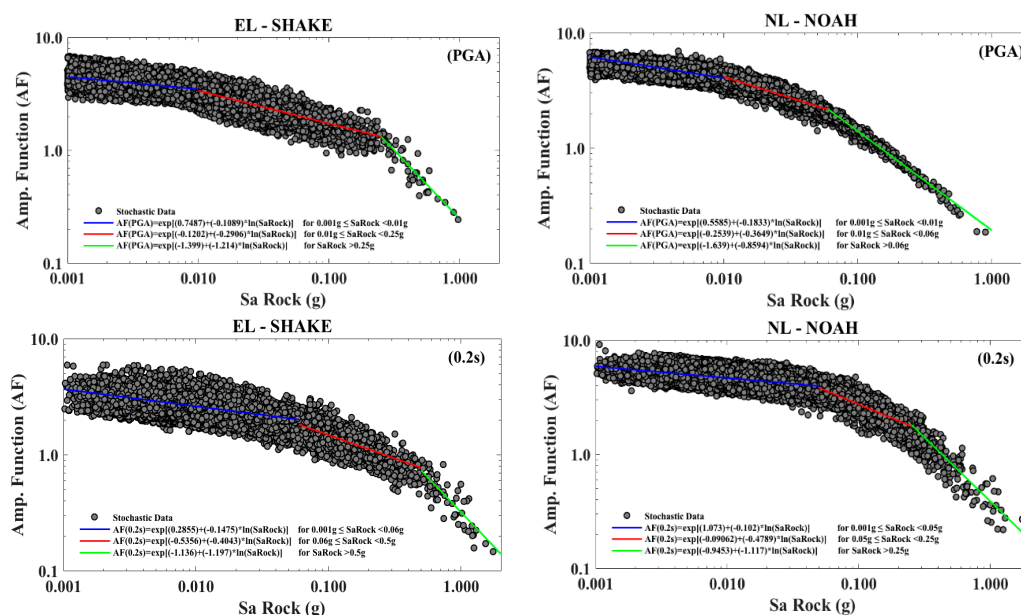 EL - SHAKE
(PGA)
10.0
1.0
0.1
Amp. Function (AF)
Stochastic Data
AF(PGA)=exp[(0.7487)+(-0.1089)*ln(SaRock)] for 0.001g ≤ SaRock <0.01g
AF(PGA)=exp[(-0.1202)+(-0.2906)*ln(SaRock)] for 0.01g ≤ SaRock <0.25g
AF(PGA)=exp[(-1.399)+(-1.214)*ln(SaRock)] for SaRock >0.25g
0.001 0.010 0.100 1.000
Sa Rock (g)
NL - NOAH
(PGA)
10.0
1.0
0.1
Amp. Function (AF)
Stochastic Data
AF(PGA)=exp[(0.5585)+(-0.1833)*ln(SaRock)] for 0.001g ≤ SaRock <0.01g
AF(PGA)=exp[(-0.2539)+(-0.3649)*ln(SaRock)] for 0.01g ≤ SaRock <0.06g
AF(PGA)=exp[(-1.639)+(-0.8594)*ln(SaRock)] for SaRock >0.06g
0.001 0.010 0.100 1.000
Sa Rock (g)
EL - SHAKE
(0.2s)
10.0
1.0
0.1
Amp. Function (AF)
Stochastic Data
AF(0.2s)=exp[(0.2855)+(-0.1475)*ln(SaRock)] for 0.001g ≤ SaRock <0.06g
AF(0.2s)=exp[(-0.5356)+(-0.4043)*ln(SaRock)] for 0.06g ≤ SaRock <0.5g
AF(0.2s)=exp[(-1.136)+(-1.197)*ln(SaRock)] for SaRock >0.5g
0.001 0.010 0.100 1.000
Sa Rock (g)
NL - NOAH
(0.2s)
10.0
1.0
0.1
Amp. Function (AF)
Stochastic Data
AF(0.2s)=exp[(1.073)+(-0.102)*ln(SaRock)] for 0.001g ≤ SaRock <0.05g
AF(0.2s)=exp[(-0.09062)+(-0.4789)*ln(SaRock)] for 0.05g ≤ SaRock <0.25g
AF(0.2s)=exp[(-0.9453)+(-1.117)*ln(SaRock)] for SaRock >0.25g
0.001 0.010 0.100 1.000
Sa Rock (g)